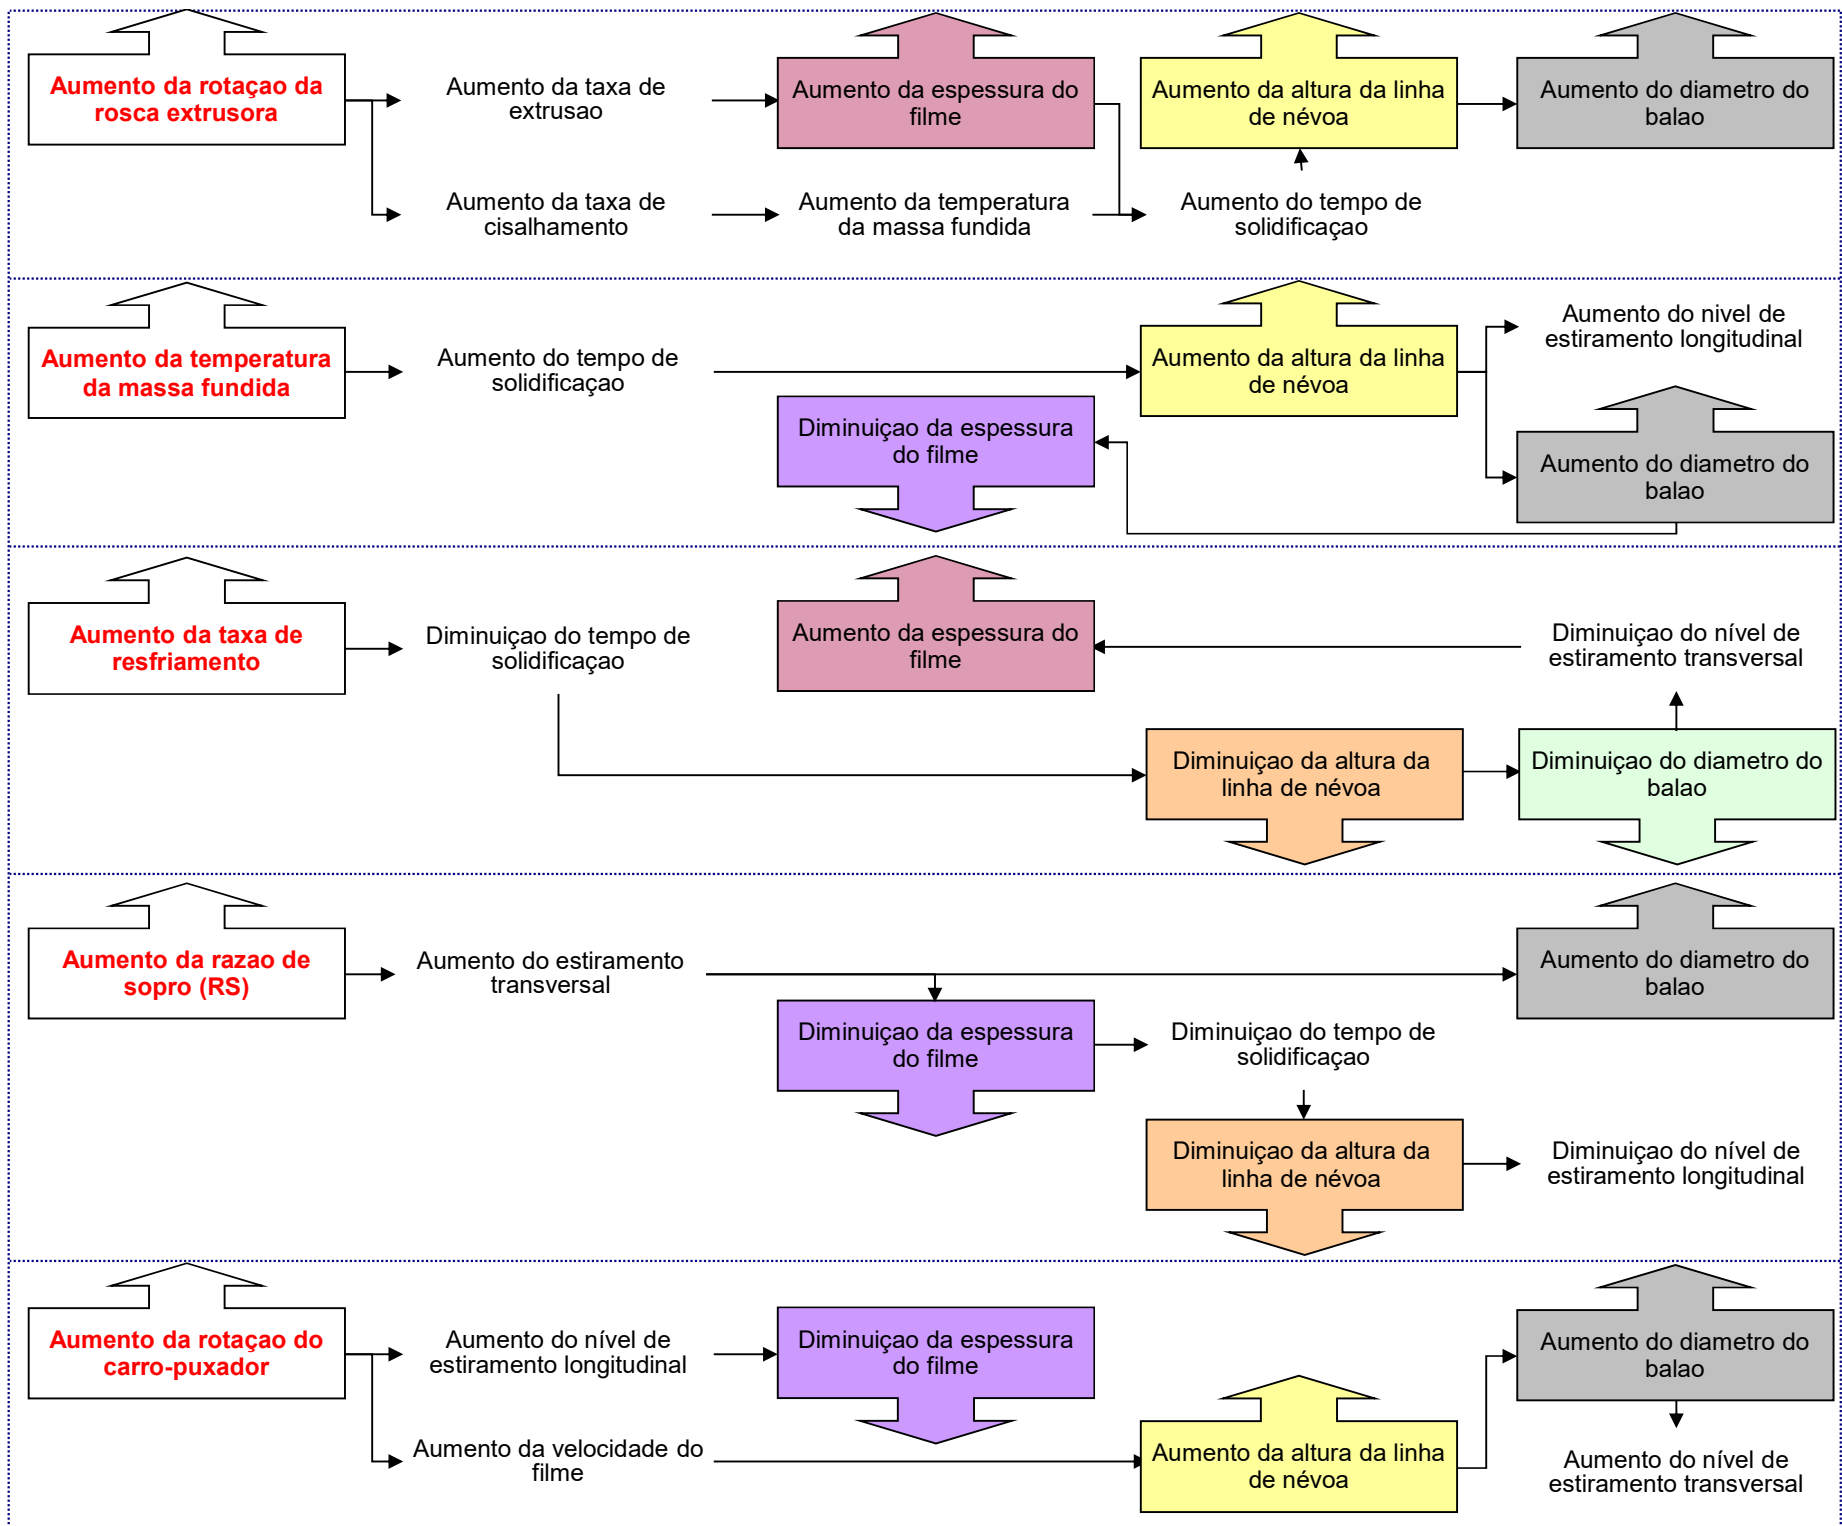 Aumento da rotaçao da
rosca extrusora
Aumento da taxa de
extrusao
Aumento da espessura do
filme
Aumento da altura da linha
de névoa
Aumento do diametro do
balao
Aumento da taxa de
cisalhamento
Aumento da temperatura
da massa fundida
Aumento do tempo de
solidificaçao
Aumento da temperatura
da massa fundida
Aumento do tempo de
solidificaçao
Aumento da altura da linha
de névoa
Aumento do nivel de
estiramento longitudinal
Diminuiçao da espessura
do filme
Aumento do diametro do
balao
Aumento da taxa de
resfriamento
Diminuiçao do tempo de
solidificaçao
Aumento da espessura do
filme
Diminuiçao do nível de
estiramento transversal
Diminuiçao da altura da
linha de névoa
Diminuiçao do diametro do
balao
Aumento da razao de
sopro (RS)
Aumento do estiramento
transversal
Aumento do diametro do
balao
Diminuiçao da espessura
do filme
Diminuiçao do tempo de
solidificaçao
Diminuiçao da altura da
linha de névoa
Diminuiçao do nível de
estiramento longitudinal
Aumento da rotaçao do
carro-puxador
Aumento do nível de
estiramento longitudinal
Diminuiçao da espessura
do filme
Aumento do diametro do
balao
Aumento da velocidade do
filme
Aumento da altura da linha
de névoa
Aumento do nível de
estiramento transversal